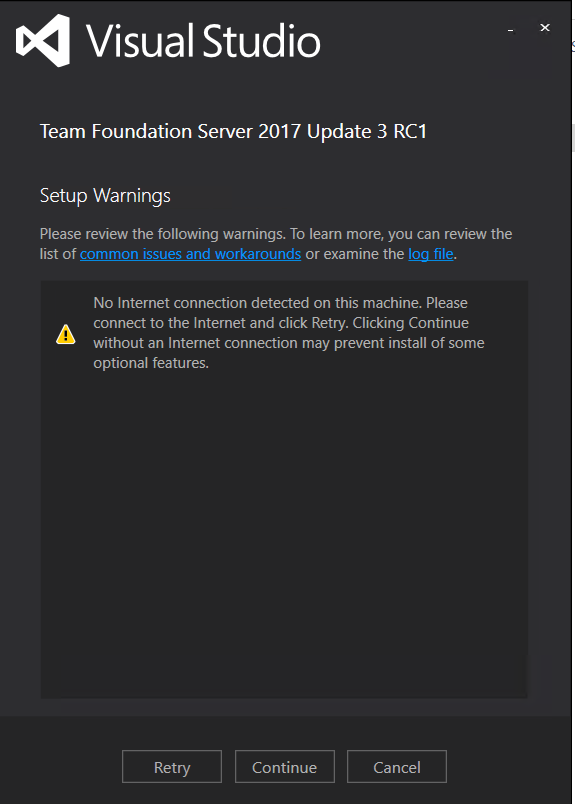 Visual Studio
Team Foundation Server 2017 Update 3 RC1
Setup Warnings
Please review the following warnings. To learn more, you can review the
list of common issues and workarounds or examine the log file.
No Internet connection detected on this machine. Please
connect to the Internet and click Retry. Clicking Continue
without an Internet connection may prevent install of some
optional features.
Retry
Continue
Cancel